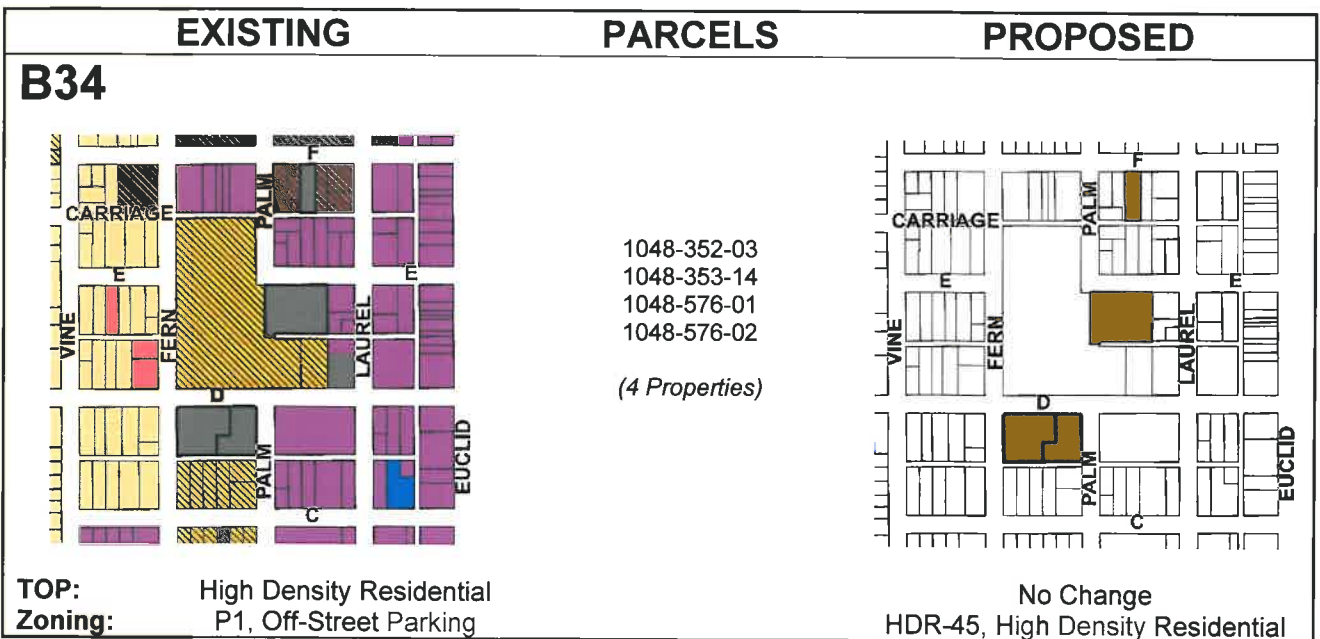 EXISTING PARCELS PROPOSED
B34
F
PALM
CARRIAGE
E
E
VINE
FERN
LAUREL
D
PALM
EUCLID
C
1048-352-03
1048-353-14
1048-576-01
1048-576-02
(4 Properties)
F
PALM
CARRIAGE
E
E
VINE
FERN
LAUREL
D
PALM
EUCLID
C
TOP: High Density Residential
Zoning: P1, Off-Street Parking
No Change
HDR-45, High Density Residential